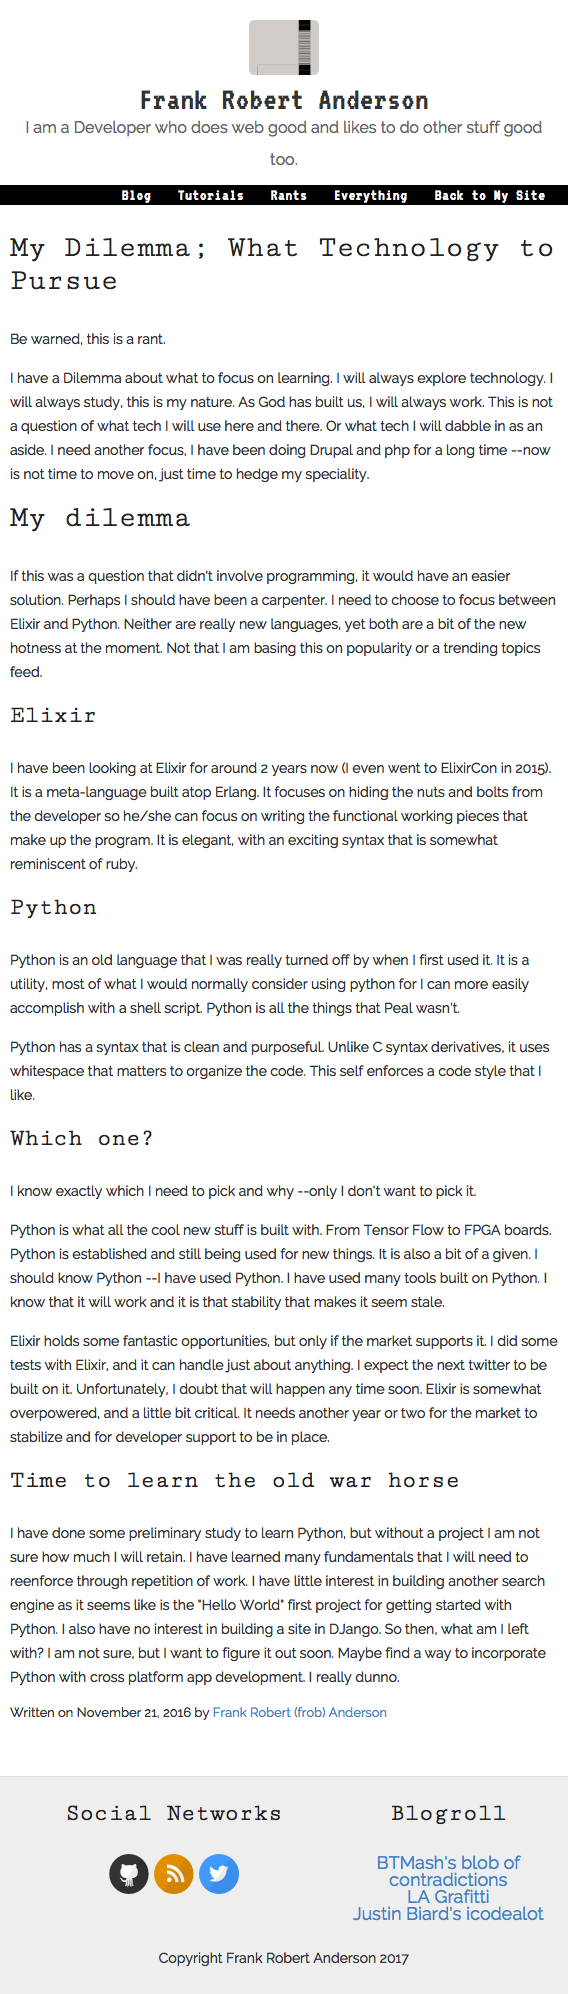 Frank Robert Anderson
I am a Developer who does web good and likes to do other stuff good
too.
Blog Tutorials Rants Everything Back to My Site
My Dilemma; What Technology to
Pursue
Be warned, this is a rant.
I have a Dilemma about what to focus on learning. I will always explore technology. I
will always study, this is my nature. As God has built us, I will always work. This is not
a question of what tech I will use here and there. Or what tech I will dabble in as an
aside. I need another focus, I have been doing Drupal and php for a long time --now
is not time to move on, just time to hedge my speciality.
My dilemma
If this was a question that didn't involve programming, it would have an easier
solution. Perhaps I should have been a carpenter. I need to choose to focus between
Elixir and Python. Neither are really new languages, yet both are a bit of the new
hotness at the moment. Not that I am basing this on popularity or a trending topics
feed.
Elixir
I have been looking at Elixir for around 2 years now (I even went to ElixirCon in 2015).
It is a meta-language built atop Erlang. It focuses on hiding the nuts and bolts from
the developer so he/she can focus on writing the functional working pieces that
make up the program. It is elegant, with an exciting syntax that is somewhat
reminiscent of ruby.
Python
Python is an old language that I was really turned off by when I first used it. It is a
utility, most of what I would normally consider using python for I can more easily
accomplish with a shell script. Python is all the things that Peal wasn't.
Python has a syntax that is clean and purposeful. Unlike C syntax derivatives, it uses
whitespace that matters to organize the code. This self enforces a code style that I
like.
Which one?
I know exactly which I need to pick and why --only I don't want to pick it.
Python is what all the cool new stuff is built with. From Tensor Flow to FPGA boards.
Python is established and still being used for new things. It is also a bit of a given. I
should know Python --I have used Python. I have used many tools built on Python. I
know that it will work and it is that stability that makes it seem stale.
Elixir holds some fantastic opportunities, but only if the market supports it. I did some
tests with Elixir, and it can handle just about anything. I expect the next twitter to be
built on it. Unfortunately, I doubt that will happen any time soon. Elixir is somewhat
overpowered, and a little bit critical. It needs another year or two for the market to
stabilize and for developer support to be in place.
Time to learn the old war horse
I have done some preliminary study to learn Python, but without a project I am not
sure how much I will retain. I have learned many fundamentals that I will need to
reenforce through repetition of work. I have little interest in building another search
engine as it seems like is the "Hello World" first project for getting started with
Python. I also have no interest in building a site in DJango. So then, what am I left
with? I am not sure, but I want to figure it out soon. Maybe find a way to incorporate
Python with cross platform app development. I really dunno.
Written on November 21, 2016 by Frank Robert (frob) Anderson
Social Networks
Blogroll
BTMash's blob of
contradictions
LA Grafitti
Justin Biard's icodealot
Copyright Frank Robert Anderson 2017